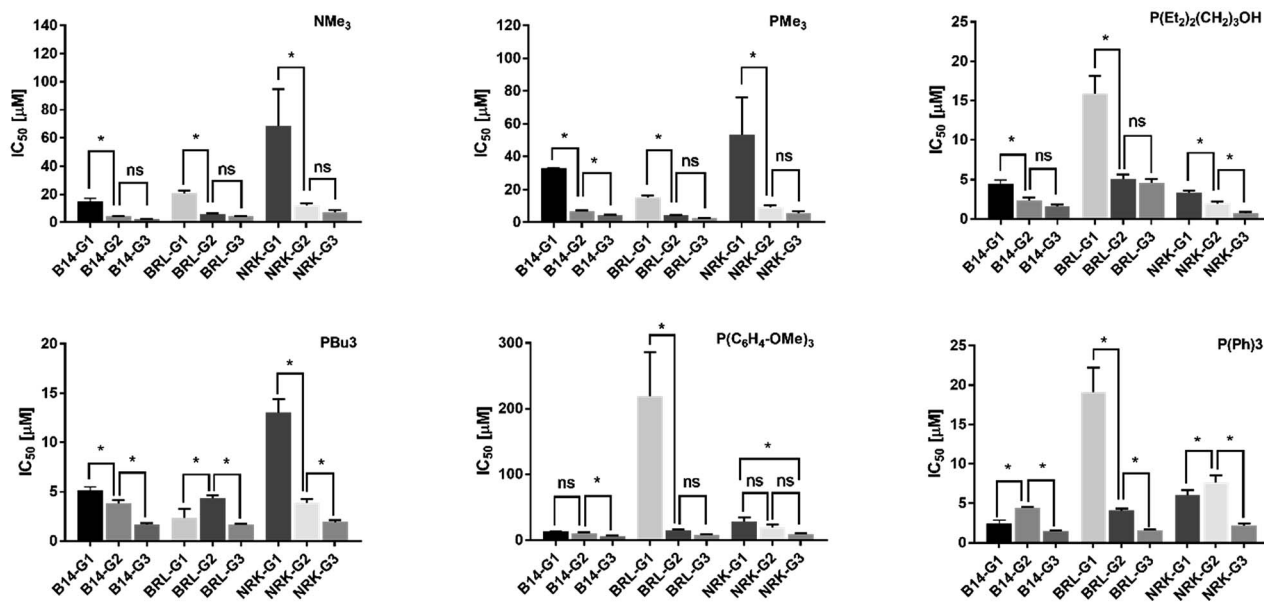 NMe₃
IC₅₀ [µM]
140
120
100
80
60
40
20
0
* ns * ns * ns
B14-G1 B14-G2 B14-G3 BRL-G1 BRL-G2 BRL-G3 NRK-G1 NRK-G2 NRK-G3
PMe₃
IC₅₀ [µM]
132
120
100
80
60
40
20
0
* * * ns * ns
B14-G1 B14-G2 B14-G3 BRL-G1 BRL-G2 BRL-G3 NRK-G1 NRK-G2 NRK-G3
P(Et₂)₂(CH₂)₃OH
IC₅₀ [µM]
25
20
15
10
5
0
* ns * ns * *
B14-G1 B14-G2 B14-G3 BRL-G1 BRL-G2 BRL-G3 NRK-G1 NRK-G2 NRK-G3
PBu3
IC₅₀ [µM]
20
15
10
5
0
* * * * * *
B14-G1 B14-G2 B14-G3 BRL-G1 BRL-G2 BRL-G3 NRK-G1 NRK-G2 NRK-G3
P(C₆H₄-OMe)₃
IC₅₀ [µM]
300
200
100
0
ns * * ns * ns ns
B14-G1 B14-G2 B14-G3 BRL-G1 BRL-G2 BRL-G3 NRK-G1 NRK-G2 NRK-G3
P(Ph)3
IC₅₀ [µM]
25
20
15
10
5
0
* * * * * *
B14-G1 B14-G2 B14-G3 BRL-G1 BRL-G2 BRL-G3 NRK-G1 NRK-G2 NRK-G3